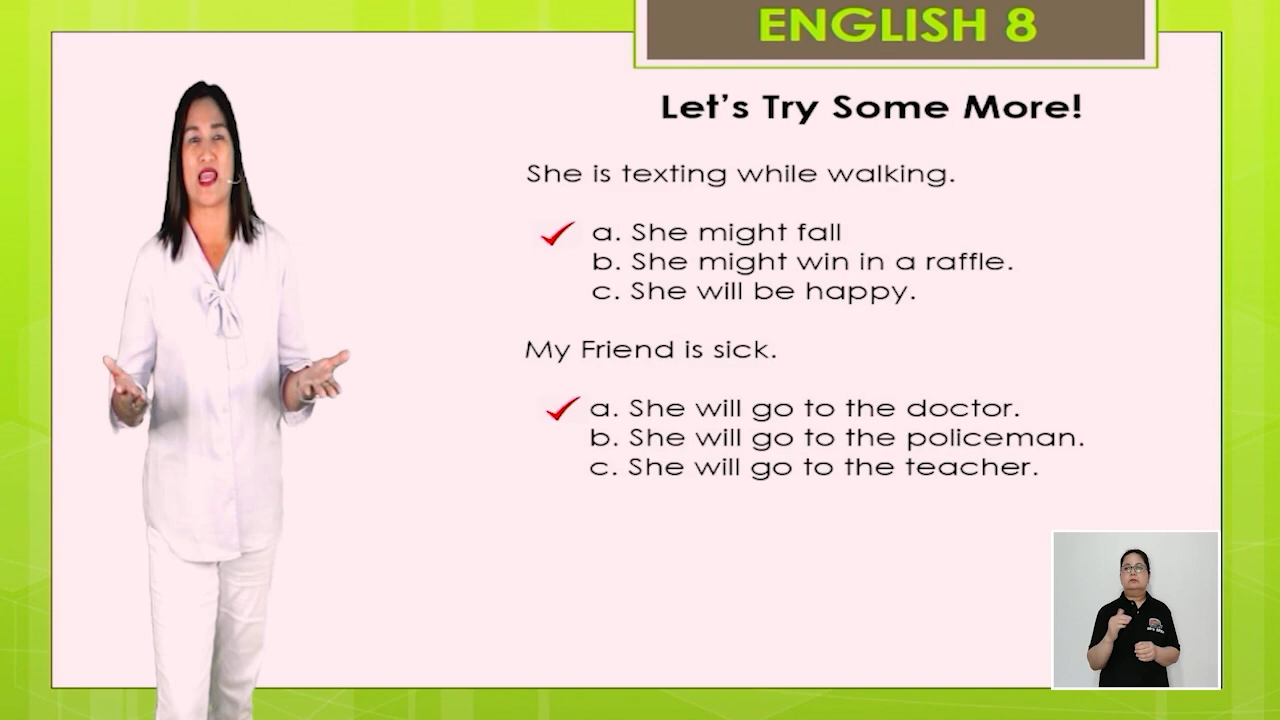 ENGLISH 8
Let's Try Some More!
She is texting while walking.
a. She might fall
b. She might win in a raffle.
c. She will be happy.
My Friend is sick.
a. She will go to the doctor.
b. She will go to the policeman.
c. She will go to the teacher.